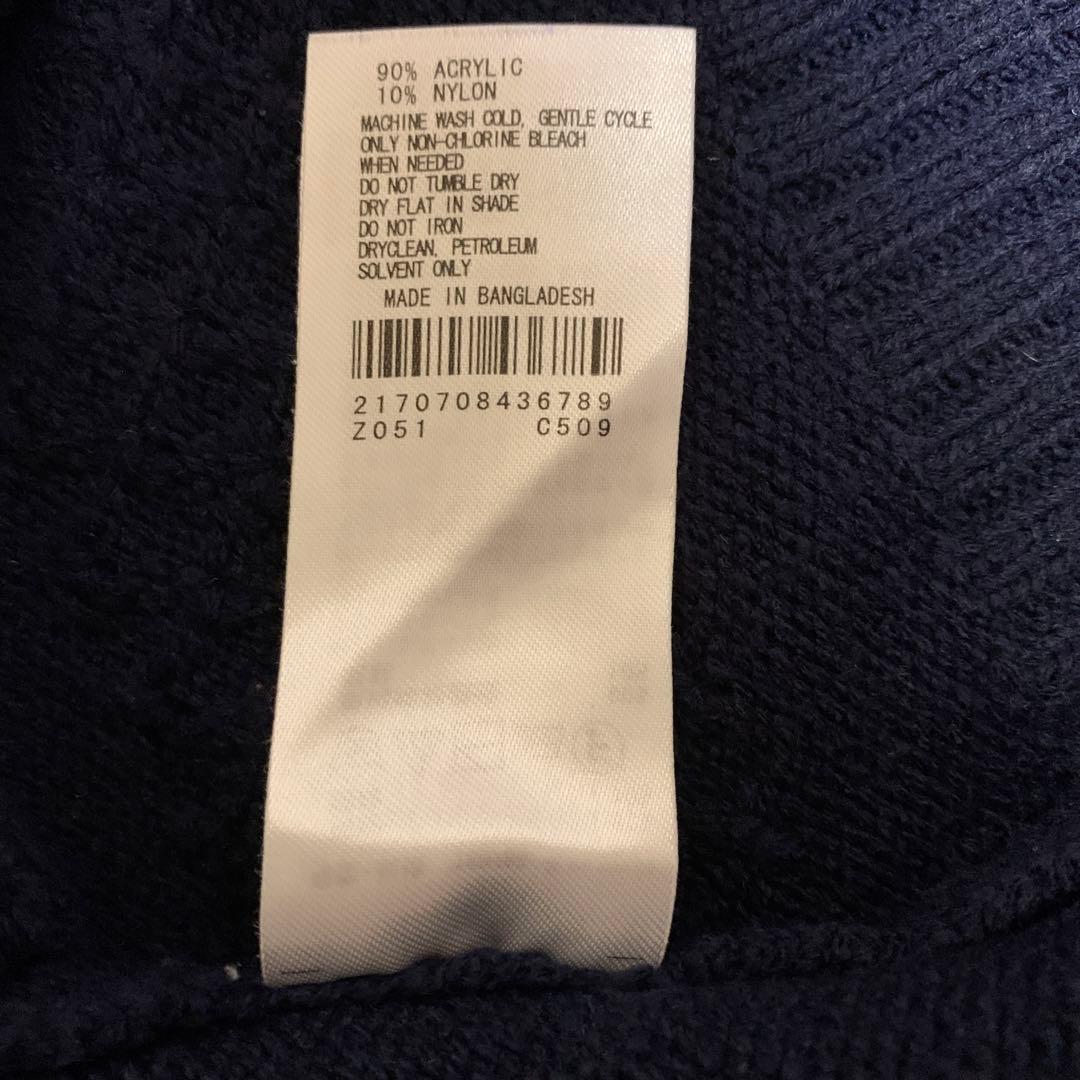 90% ACRYLIC
10% NYLON
MACHINE WASH COLD, GENTLE CYCLE
ONLY NON-CHLORINE BLEACH
WHEN NEEDED
DO NOT TUMBLE DRY
DRY FLAT IN SHADE
DO NOT IRON
DRYCLEAN, PETROLEUM
SOLVENT ONLY
MADE IN BANGLADESH
2170708436789
Z051 C509